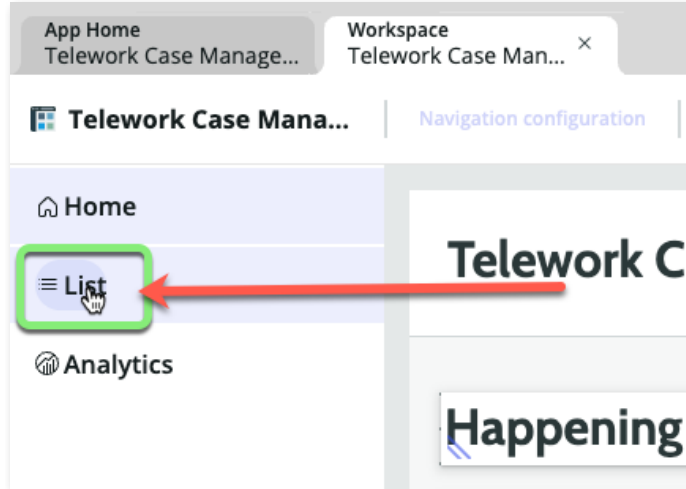 App Home
Telework Case Manage...
Workspace
Telework Case Man...
Telework Case Mana...
Navigation configuration
Home
List
Analytics
Telework C
Happening